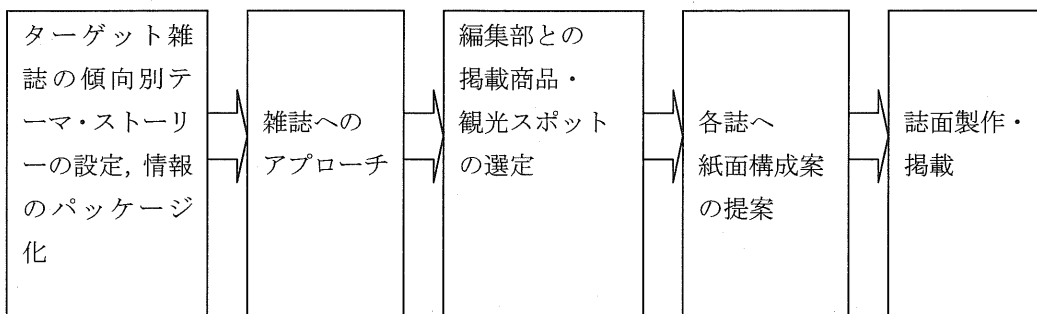 ターゲット雑
誌の傾向別テ
ーマ・ストーリ
ーの設定, 情報
のパッケージ
化
雑誌への
アプローチ
編集部との
掲載商品・
観光スポット
の選定
各誌へ
紙面構成案
の提案
誌面製作・
掲載